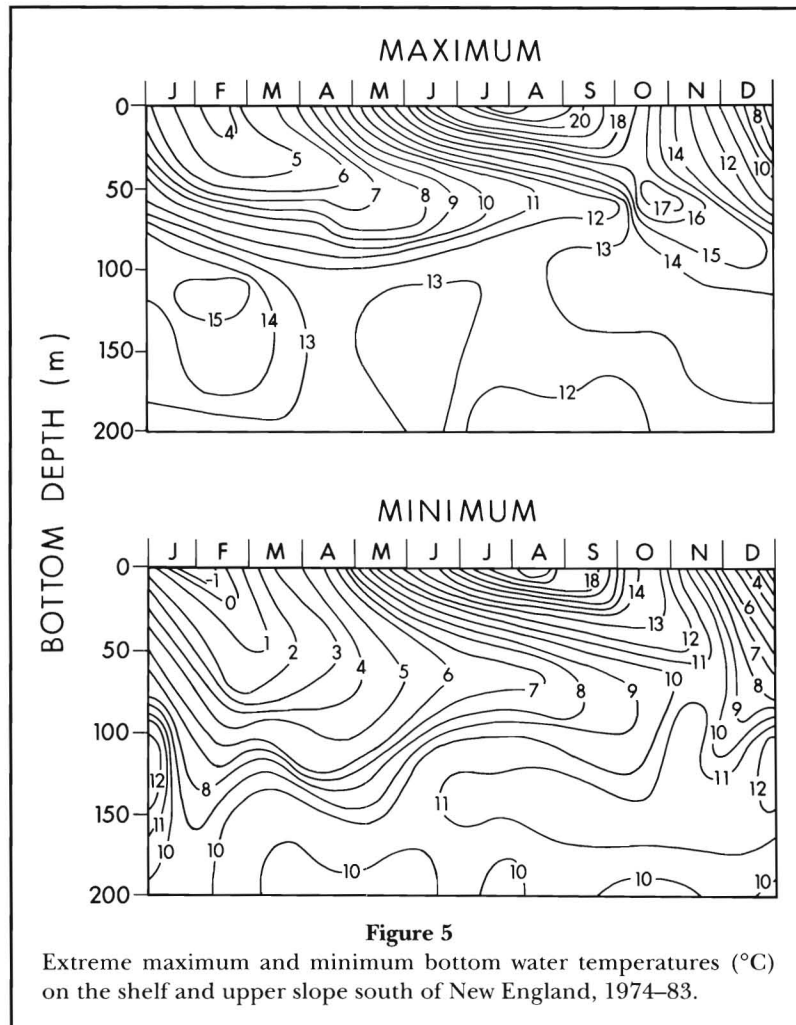 MAXIMUM
J F M A M J J A S O N D
0
50
100
150
200
4 5 6 7 8 9 10 11 12 13 20 18 17 16 15 14 14 12 10 8
15 14 13 13 12
MINIMUM
J F M A M J J A S O N D
0
50
100
150
200
-1 0 1 2 3 4 5 6 7 8 9 10 18 14 13 12 11 4 6 7 8 9 10 11 12
12 11 10 8 10 10 11 10 10 10
BOTTOM DEPTH (m)
Figure 5
Extreme maximum and minimum bottom water temperatures (°C)
on the shelf and upper slope south of New England, 1974–83.